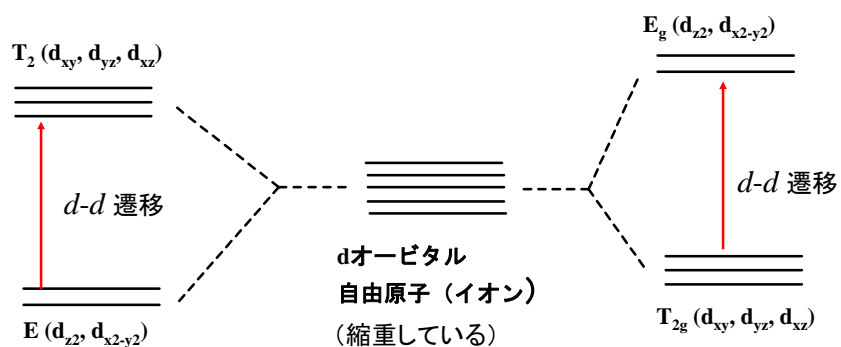 T2 (dxy, dyz, dxz)
d-d 遷移
E (dz2, dx2-y2)
dオービタル
自由原子（イオン）
（縮重している）
Eg (dz2, dx2-y2)
d-d 遷移
T2g (dxy, dyz, dxz)